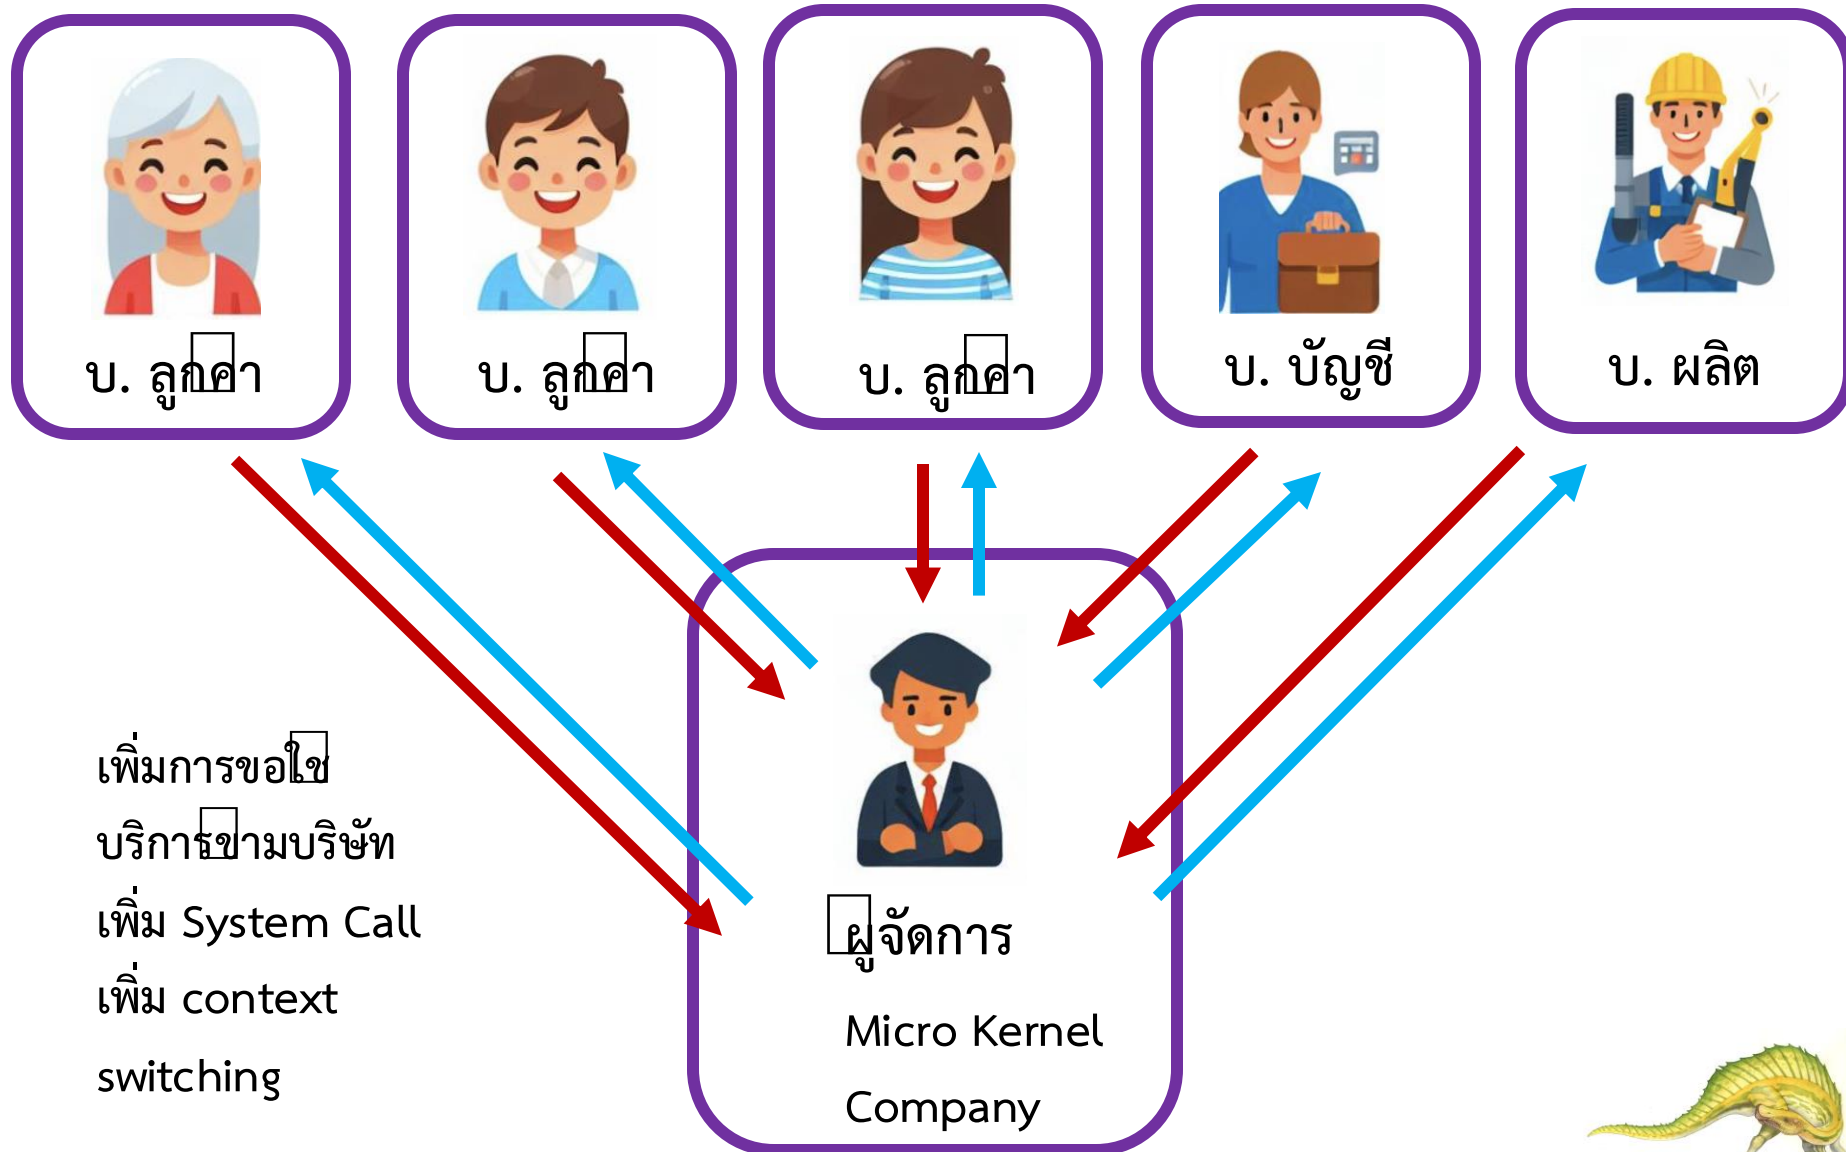 บ. ลูกคา
บ. ลูกคา
บ. ลูกคา
บ. บัญชี
บ. ผลิต
เพิ่มการขอใช
บริการขามบริษัท
เพิ่ม System Call
เพิ่ม context
switching
ผูจัดการ
Micro Kernel
Company